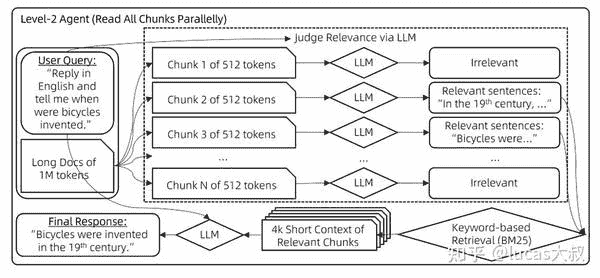 Level-2 Agent (Read All Chunks Parallelly)
Judge Relevance via LLM
User Query:
"Reply in
English and
tell me when
were bicycles
invented."
Long Docs of
1M tokens
Chunk 1 of 512 tokens
LLM
Irrelevant
Chunk 2 of 512 tokens
LLM
Relevant sentences:
"In the 19th century, ..."
Chunk 3 of 512 tokens
LLM
Relevant sentences:
"Bicycles were..."
...
...
...
Chunk N of 512 tokens
LLM
Irrelevant
Final Response:
"Bicycles were invented
in the 19th century."
LLM
4k Short Context of
Relevant Chunks
Keyword-based
Retrieval (BM25)
知乎 @lucas大叔